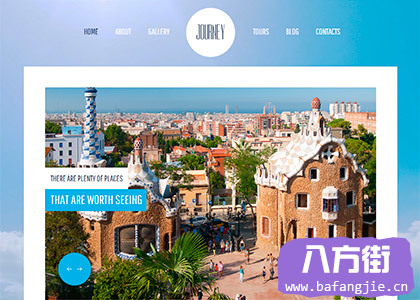 HOME ABOUT GALLERY JOURNEY TOURS BLOG CONTACTS
THERE ARE PLENTY OF PLACES
THAT ARE WORTH SEEING
八方街
www.bafangjie.cn